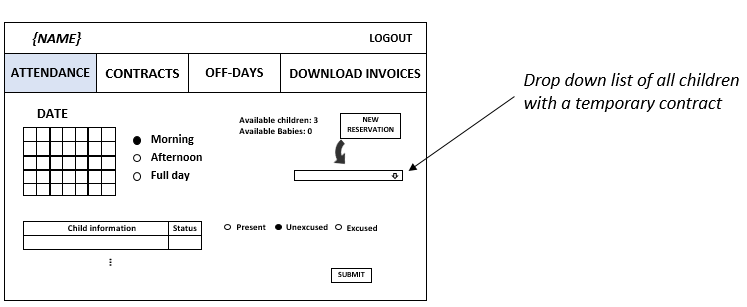 {NAME}
LOGOUT
ATTENDANCE
CONTRACTS
OFF-DAYS
DOWNLOAD INVOICES
Drop down list of all children
with a temporary contract
DATE
Available children: 3
Available Babies: 0
NEW
RESERVATION
Morning
Afternoon
Full day
Child information
Status
Present
Unexcused
Excused
SUBMIT